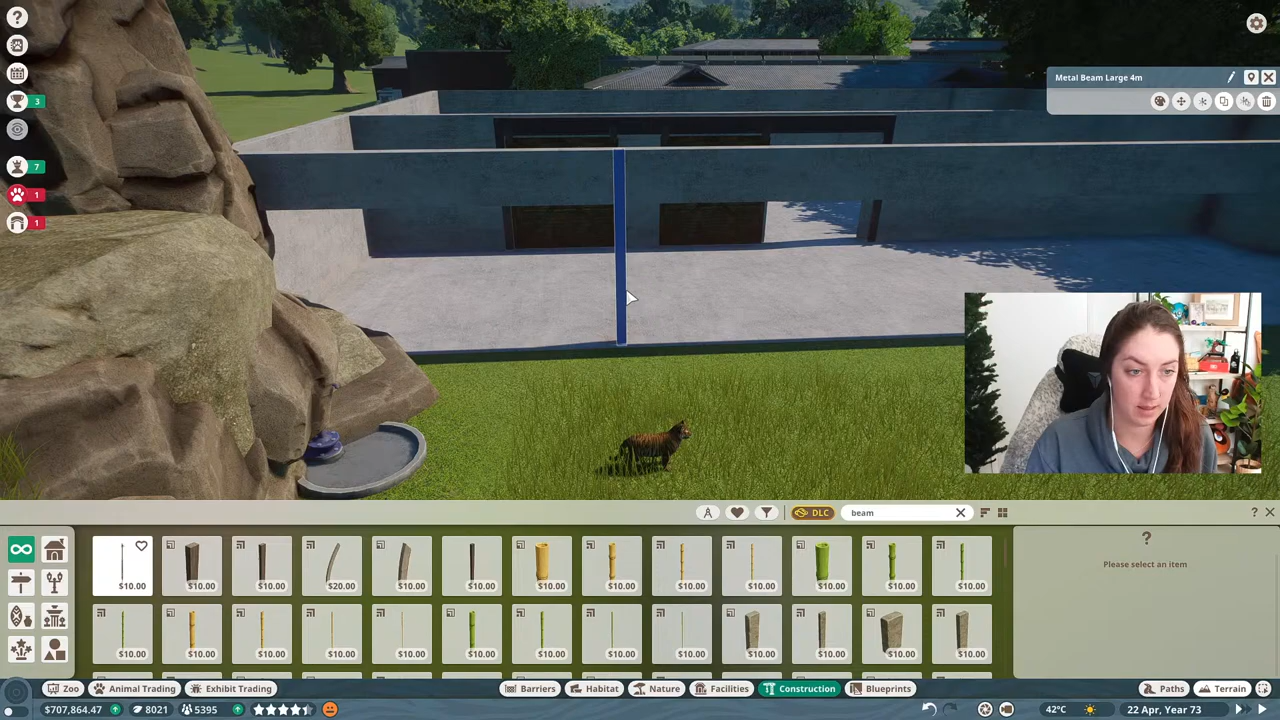 Metal Beam Large 4m
3
7
1
1
DLC beam
? Please select an item
$10.00 $10.00 $10.00 $20.00 $10.00 $10.00 $10.00 $10.00 $10.00 $10.00 $10.00 $10.00 $10.00
$10.00 $10.00 $10.00 $10.00 $10.00 $10.00 $10.00 $10.00 $10.00 $10.00 $10.00 $10.00 $10.00
Zoo Animal Trading Exhibit Trading Barriers Habitat Nature Facilities Construction Blueprints Paths Terrain
$707,864.47 8021 5395 42°C 22 Apr, Year 73